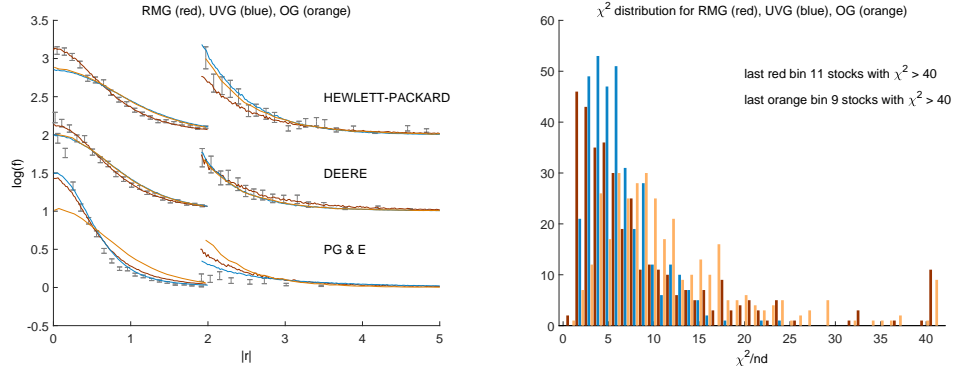 RMG (red), UVG (blue), OG (orange)
log(f)
3.5
3
2.5
2
1.5
1
0.5
0
-0.5
HEWLETT-PACKARD
DEERE
PG & E
0 1 2 3 4 5
|r|
χ² distribution for RMG (red), UVG (blue), OG (orange)
60
50
40
30
20
10
0
last red bin 11 stocks with χ² > 40
last orange bin 9 stocks with χ² > 40
0 5 10 15 20 25 30 35 40
χ²/nd